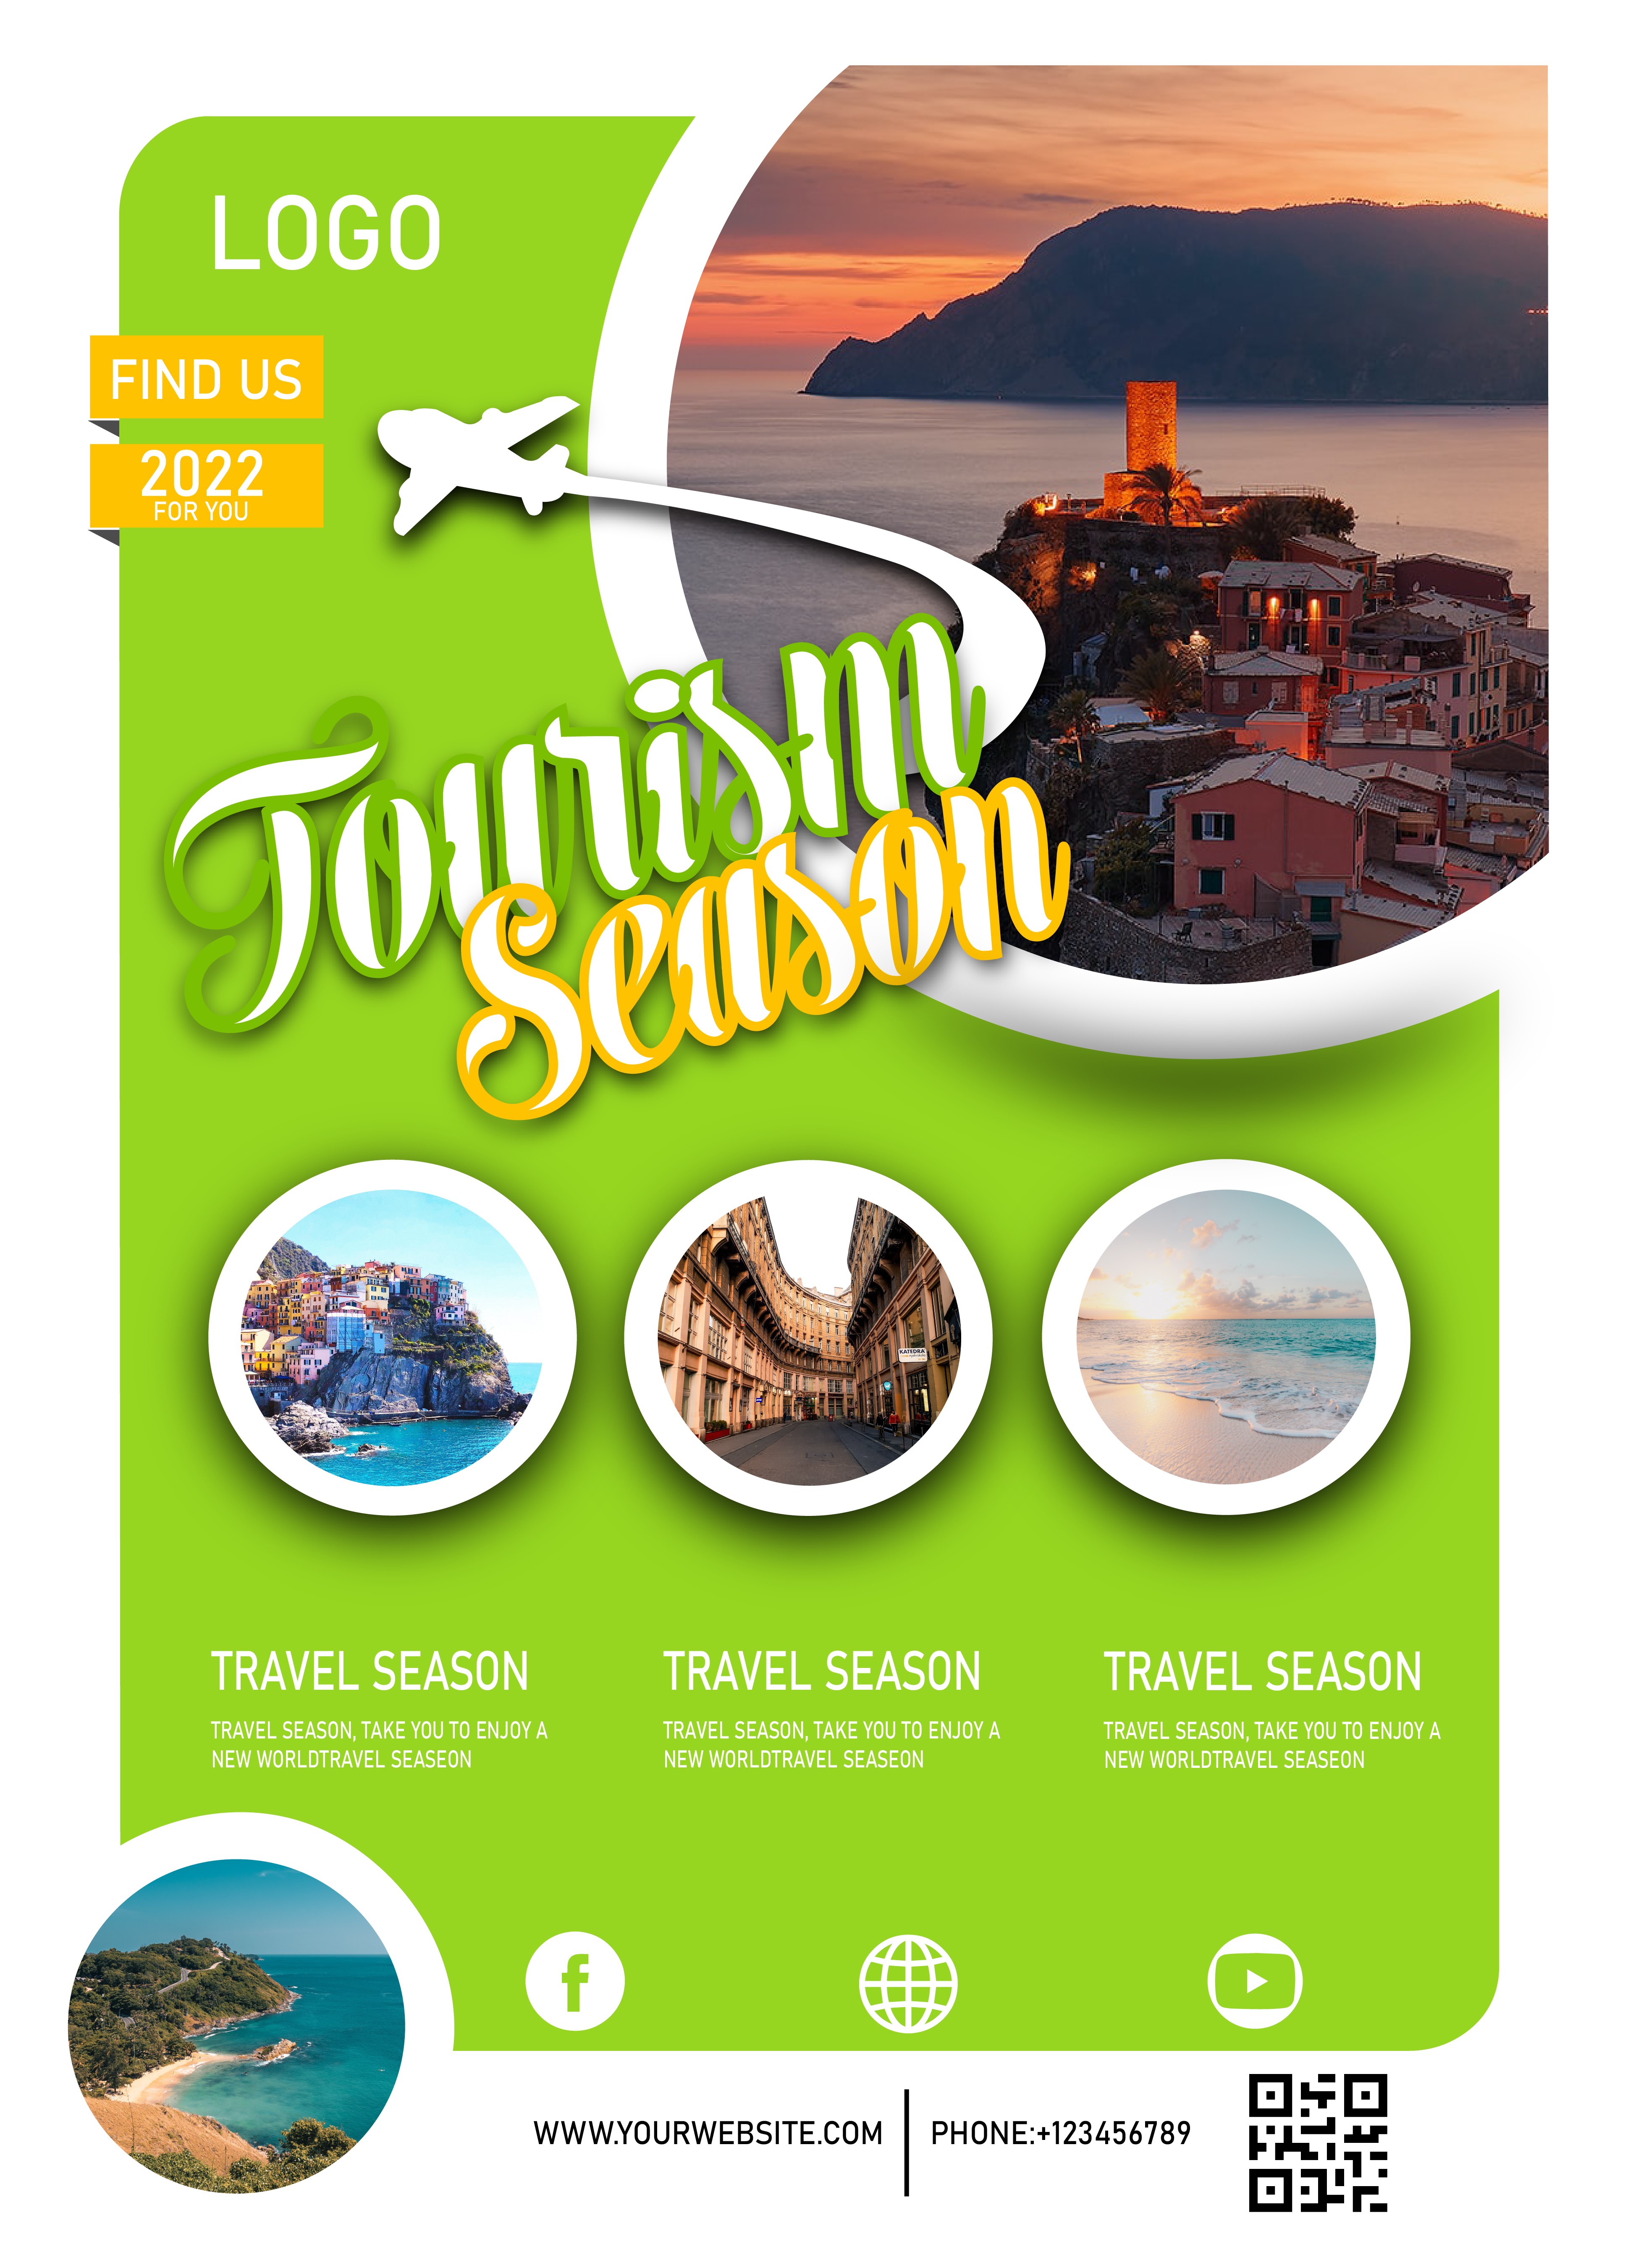 LOGO
FIND US
2022
FOR YOU
Tourism
Season
KATEDRA
TRAVEL SEASON
TRAVEL SEASON, TAKE YOU TO ENJOY A
NEW WORLDTRAVEL SEASEON
TRAVEL SEASON
TRAVEL SEASON, TAKE YOU TO ENJOY A
NEW WORLDTRAVEL SEASEON
TRAVEL SEASON
TRAVEL SEASON, TAKE YOU TO ENJOY A
NEW WORLDTRAVEL SEASEON
f
WWW.YOURWEBSITE.COM
PHONE:+123456789